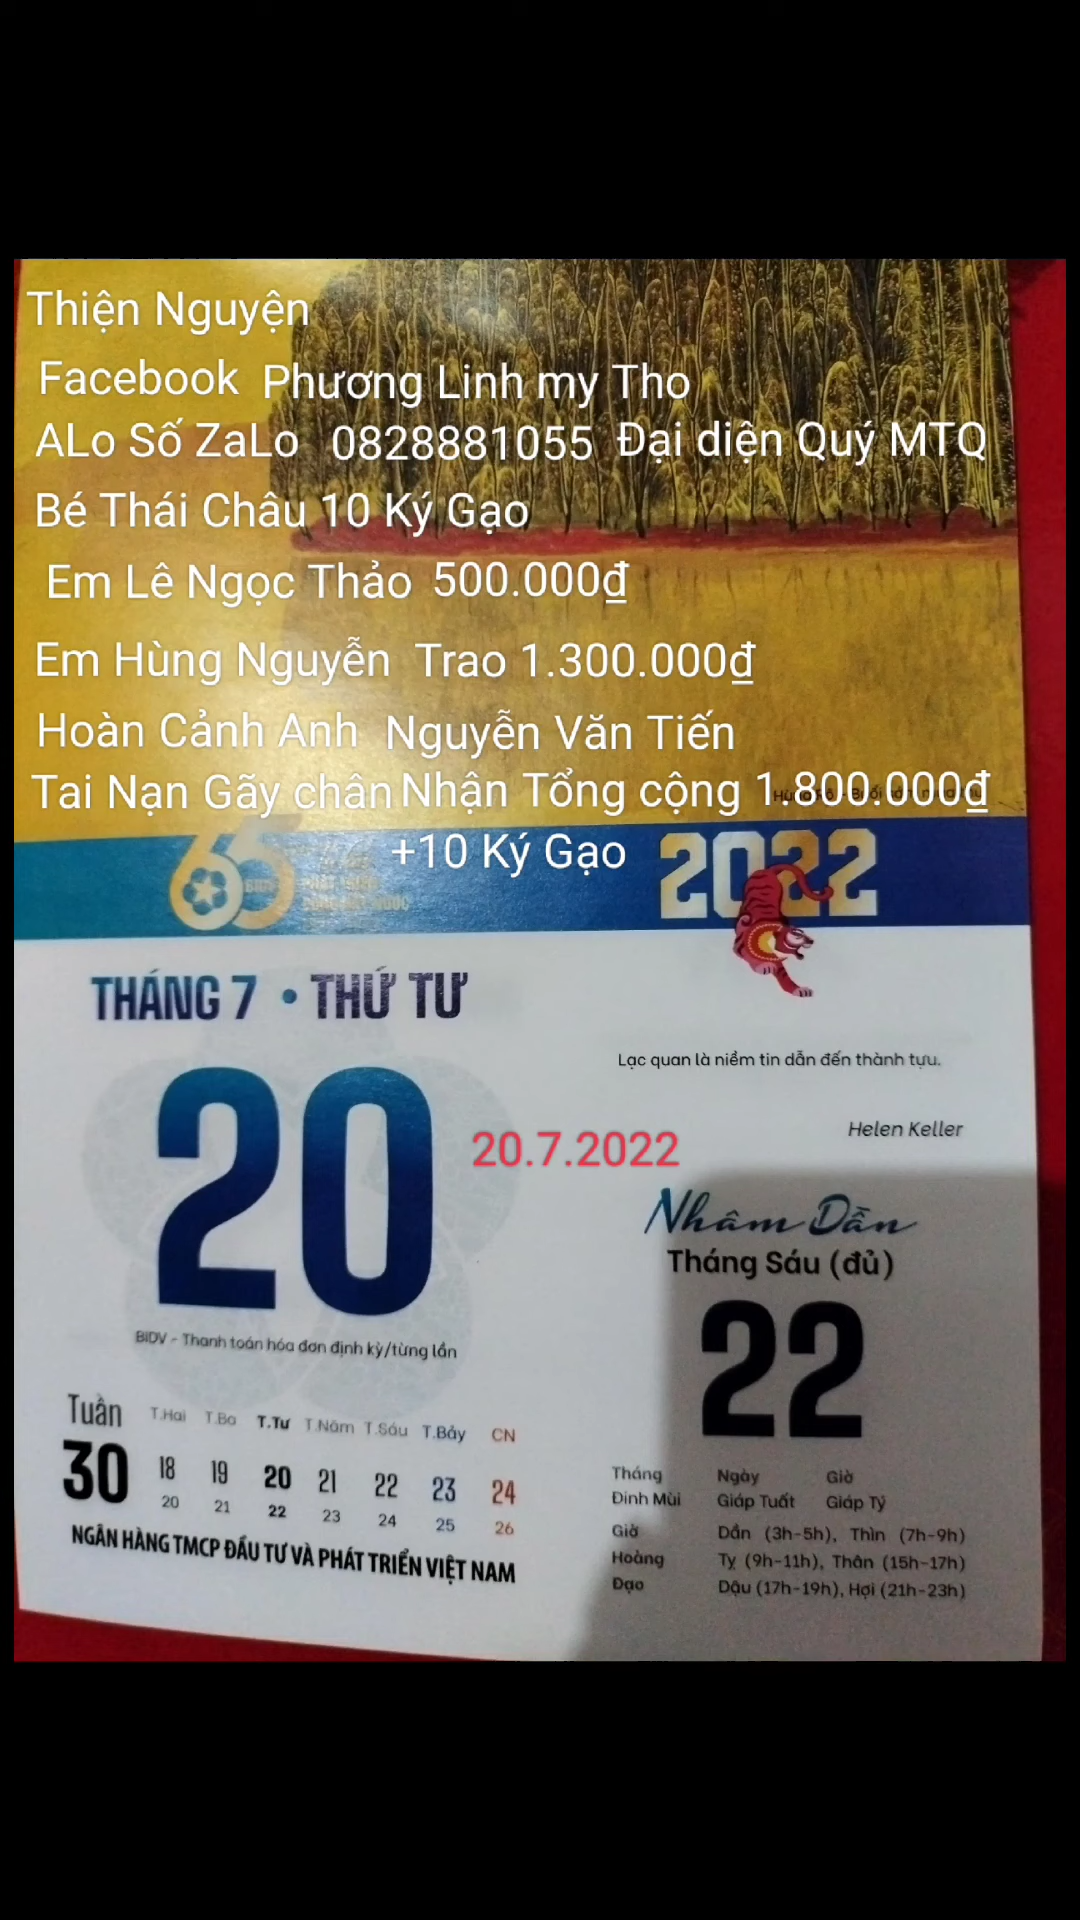 Thiện Nguyện
Facebook Phương Linh my Tho
ALo Số ZaLo 0828881055 Đại diện Quý MTQ
Bé Thái Châu 10 Ký Gạo
Em Lê Ngọc Thảo 500.000₫
Em Hùng Nguyễn Trao 1.300.000₫
Hoàn Cảnh Anh Nguyễn Văn Tiến
Tai Nạn Gãy chân Nhận Tổng cộng 1.800.000₫
+10 Ký Gạo
65 BIDV
2022
THÁNG 7 • THỨ TƯ
Lạc quan là niềm tin dẫn đến thành tựu.
Helen Keller
20
20.7.2022
Nhâm Dần
Tháng Sáu (đủ)
22
BIDV - Thanh toán hóa đơn định kỳ/từng lần
Tuần T.Hai T.Ba T.Tư T.Năm T.Sáu T.Bảy CN
30 18 19 20 21 22 23 24
20 21 22 23 24 25 26
NGÂN HÀNG TMCP ĐẦU TƯ VÀ PHÁT TRIỂN VIỆT NAM
Tháng Ngày Giờ
Đinh Mùi Giáp Tuất Giáp Tý
Giờ Dần (3h-5h), Thìn (7h-9h)
Hoàng Tỵ (9h-11h), Thân (15h-17h)
Đạo Dậu (17h-19h), Hợi (21h-23h)